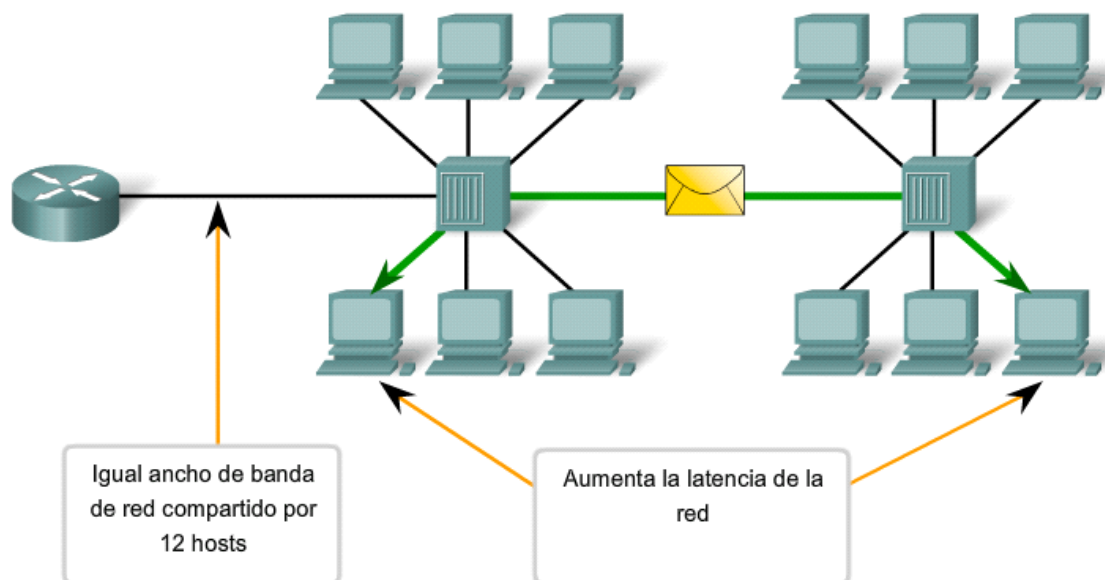 Igual ancho de banda
de red compartido por
12 hosts
Aumenta la latencia de la
red